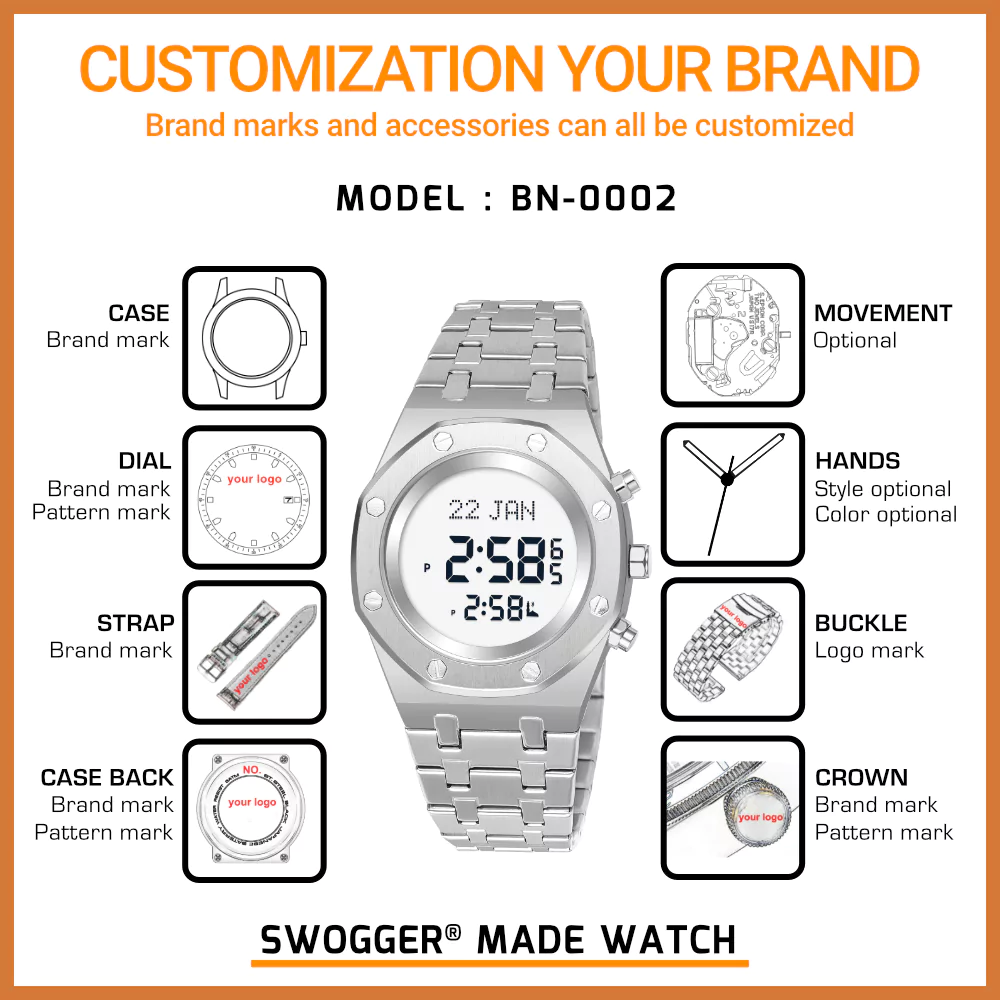 CUSTOMIZATION YOUR BRAND
Brand marks and accessories can all be customized
MODEL : BN-0002
CASE
Brand mark
DIAL
Brand mark
Pattern mark
your logo
7
STRAP
Brand mark
your logo
CASE BACK
Brand mark
Pattern mark
NO.
your logo
22 JAN
P 2:58 65
P 2:58
MOVEMENT
Optional
HANDS
Style optional
Color optional
BUCKLE
Logo mark
your logo
CROWN
Brand mark
Pattern mark
your logo
SWOGGER® MADE WATCH